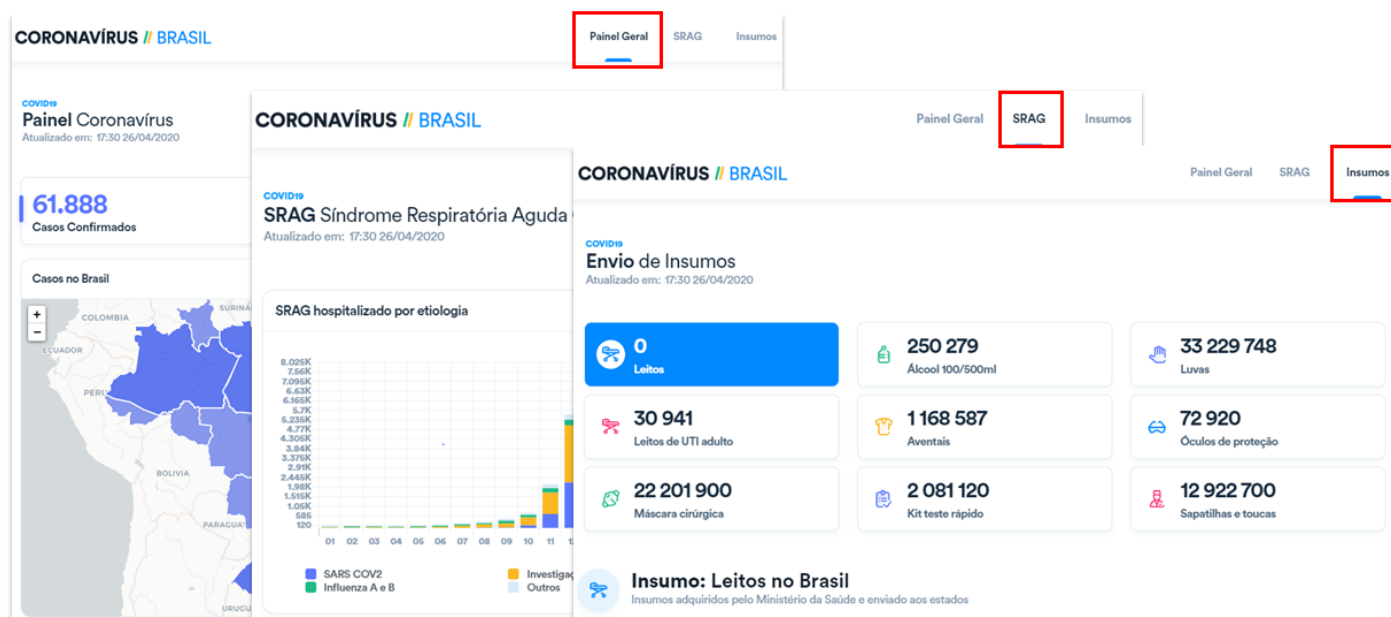 CORONAVÍRUS // BRASIL
Painel Geral SRAG Insumos
COVID19
Painel Coronavírus
Atualizado em: 17:30 26/04/2020
61.888
Casos Confirmados
Casos no Brasil
+
−
COLOMBIA
ECUADOR
PERU
BOLIVIA
PARAGUA
CORONAVÍRUS // BRASIL
Painel Geral SRAG Insumos
COVID19
SRAG Síndrome Respiratória Aguda
Atualizado em: 17:30 26/04/2020
SRAG hospitalizado por etiologia
8.025K
7.56K
7.095K
6.63K
6.165K
5.7K
5.235K
4.77K
4.305K
3.84K
3.375K
2.91K
2.445K
1.98K
1.515K
1.05K
585
120
01 02 03 04 05 06 07 08 09 10 11
SARS COV2
Influenza A e B
Investigaç
Outros
CORONAVÍRUS // BRASIL
Painel Geral SRAG Insumos
COVID19
Envio de Insumos
Atualizado em: 17:30 26/04/2020
0
Leitos
250 279
Álcool 100/500ml
33 229 748
Luvas
30 941
Leitos de UTI adulto
1 168 587
Aventais
72 920
Óculos de proteção
22 201 900
Máscara cirúrgica
2 081 120
Kit teste rápido
12 922 700
Sapatilhas e toucas
Insumo: Leitos no Brasil
Insumos adquiridos pelo Ministério da Saúde e enviado aos estados